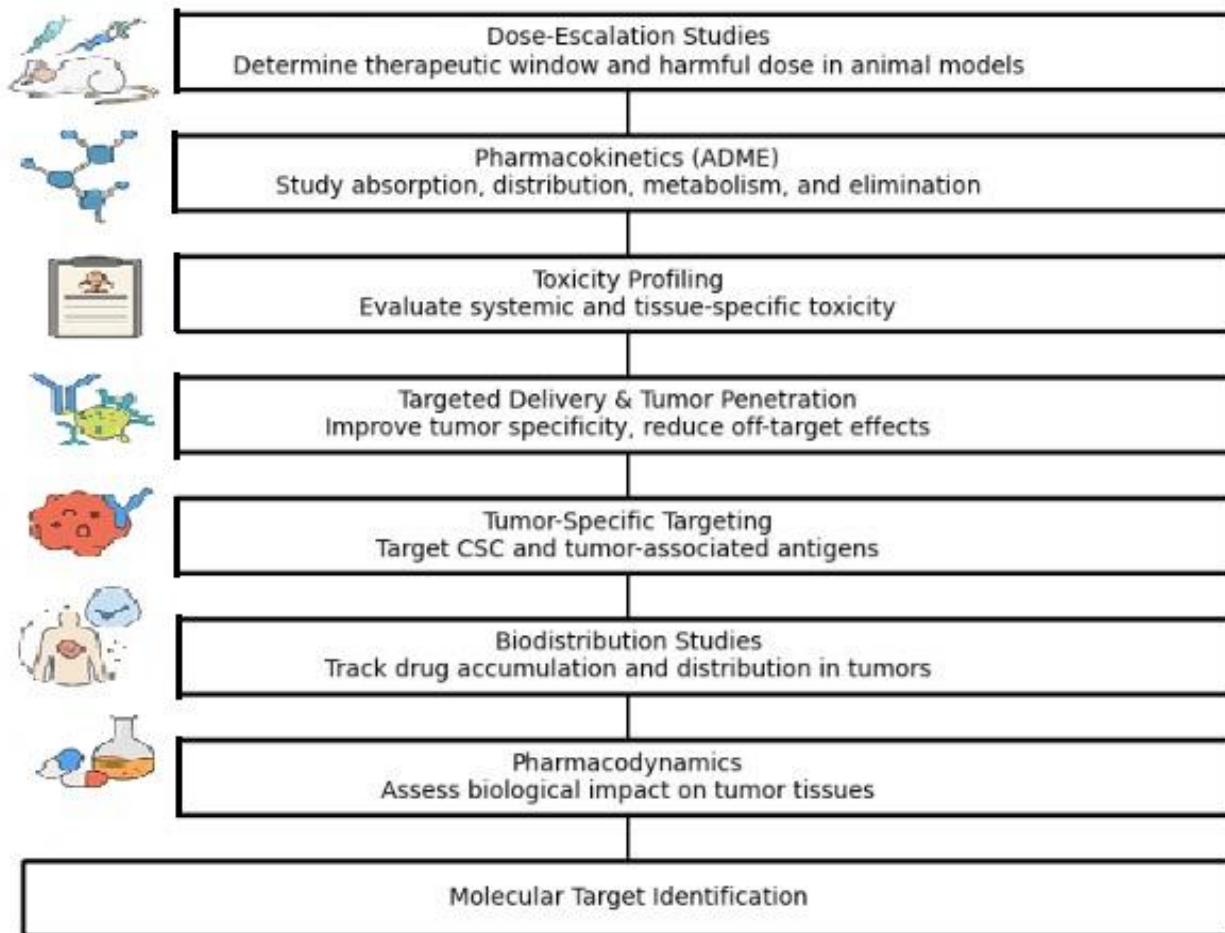 Dose-Escalation Studies
Determine therapeutic window and harmful dose in animal models
Pharmacokinetics (ADME)
Study absorption, distribution, metabolism, and elimination
Toxicity Profiling
Evaluate systemic and tissue-specific toxicity
Targeted Delivery & Tumor Penetration
Improve tumor specificity, reduce off-target effects
Tumor-Specific Targeting
Target CSC and tumor-associated antigens
Biodistribution Studies
Track drug accumulation and distribution in tumors
Pharmacodynamics
Assess biological impact on tumor tissues
Molecular Target Identification